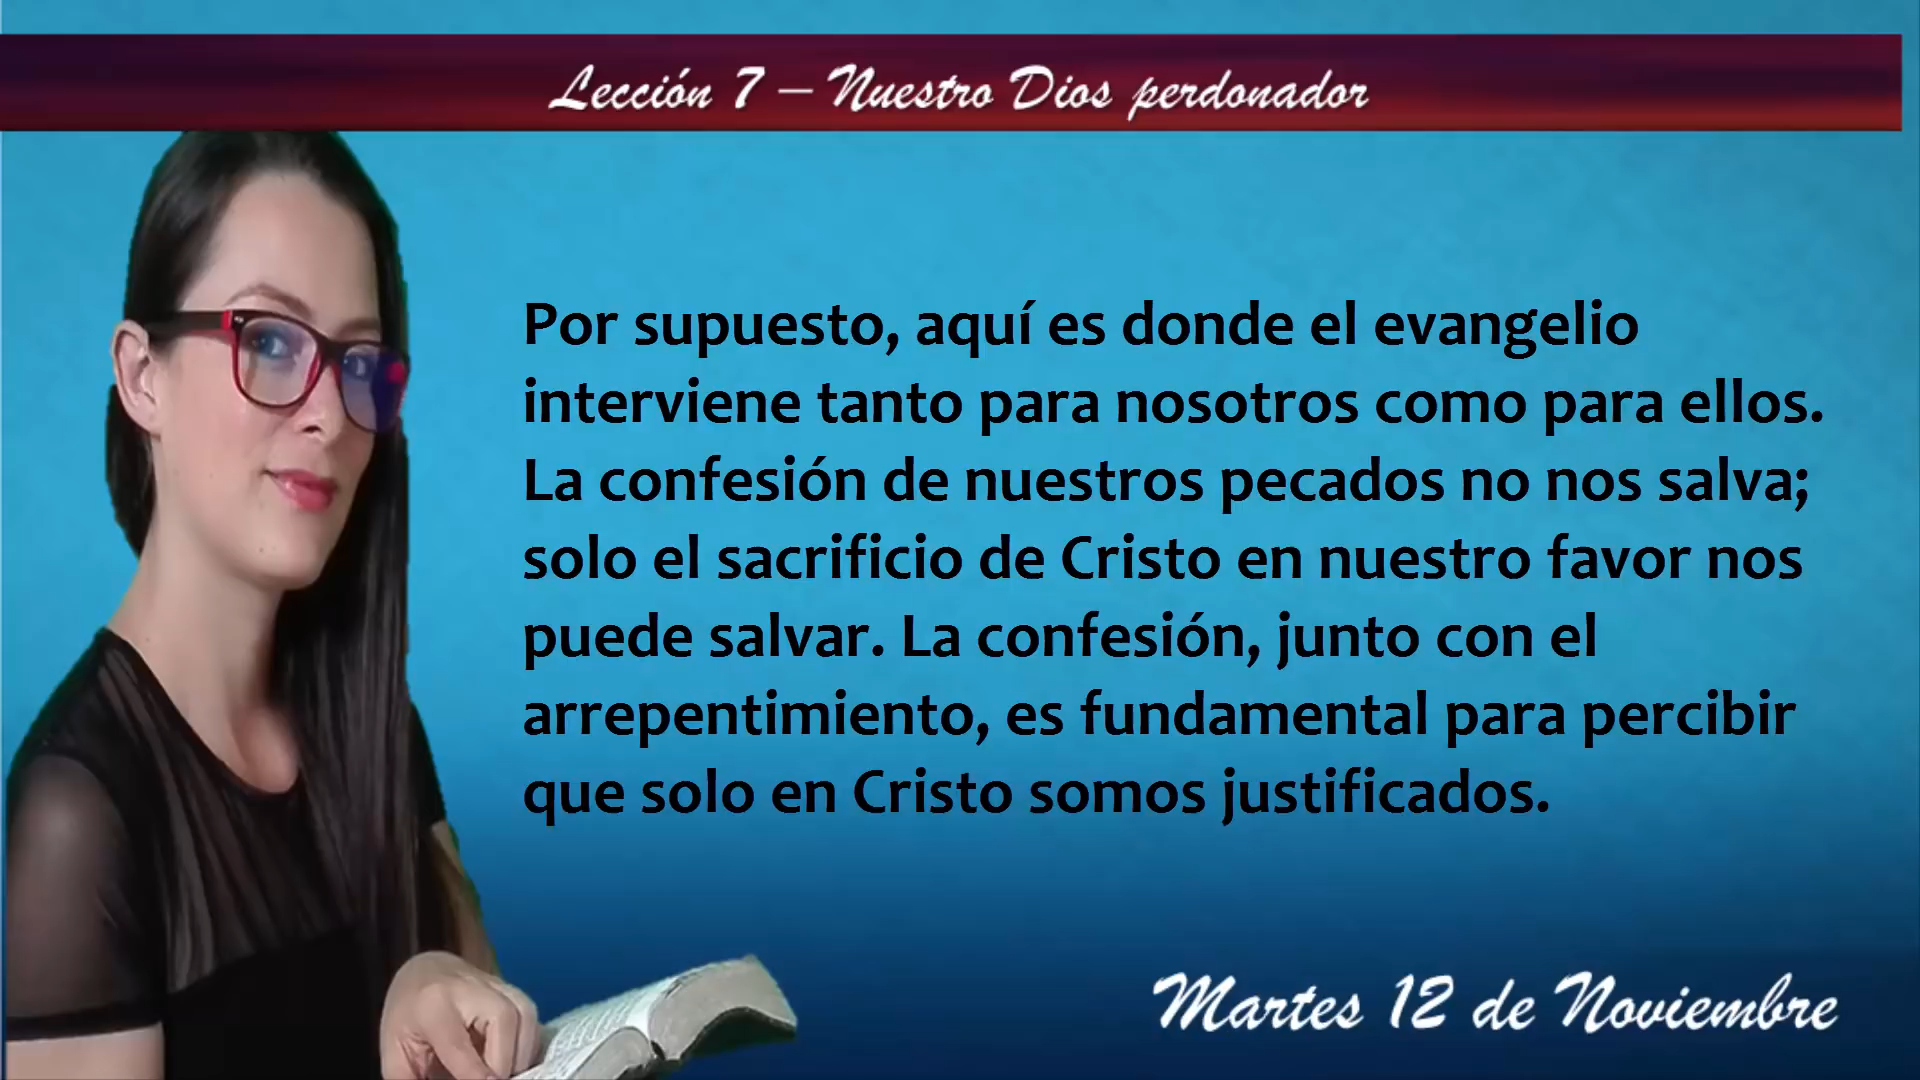 Lección 7 – Nuestro Dios perdonador
Por supuesto, aquí es donde el evangelio
interviene tanto para nosotros como para ellos.
La confesión de nuestros pecados no nos salva;
solo el sacrificio de Cristo en nuestro favor nos
puede salvar. La confesión, junto con el
arrepentimiento, es fundamental para percibir
que solo en Cristo somos justificados.
Martes 12 de Noviembre